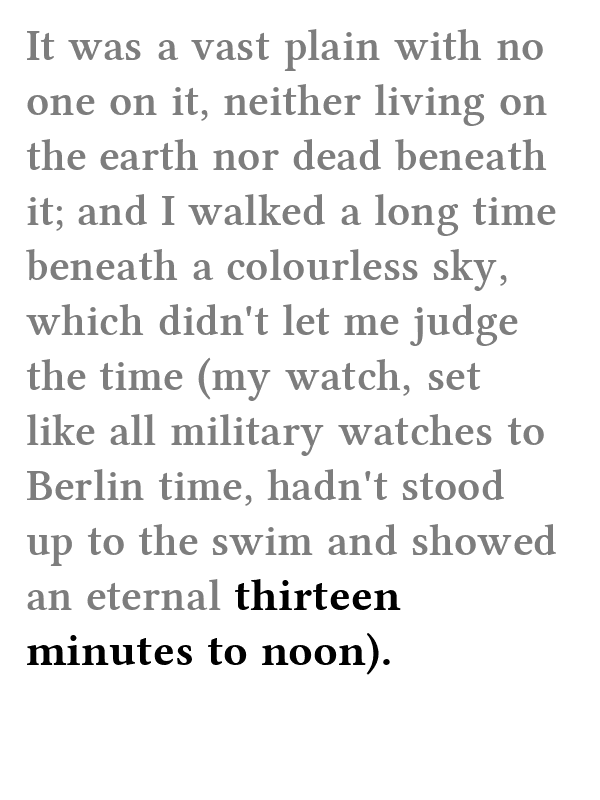 It was a vast plain with no
one on it, neither living on
the earth nor dead beneath
it; and I walked a long time
beneath a colourless sky,
which didn't let me judge
the time (my watch, set
like all military watches to
Berlin time, hadn't stood
up to the swim and showed
an eternal thirteen
minutes to noon).